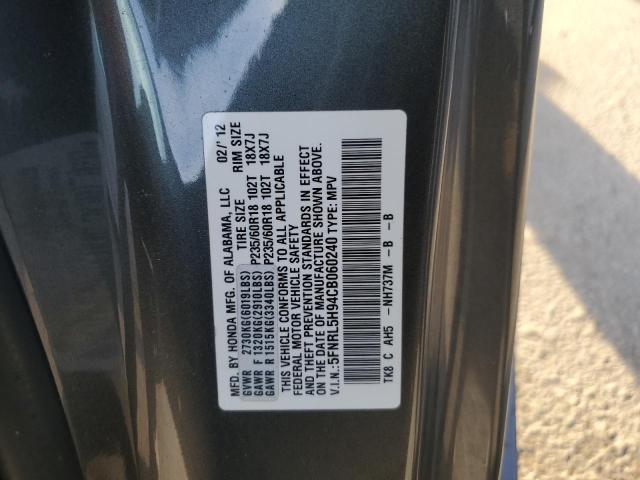 MFD. BY HONDA MFG. OF ALABAMA, LLC 02/'12
TIRE SIZE RIM SIZE
GVWR 2730KG(6019LBS)
GAWR F 1320KG(2910LBS) P235/60R18 102T 18X7J
GAWR R 1515KG(3340LBS) P235/60R18 102T 18X7J
THIS VEHICLE CONFORMS TO ALL APPLICABLE
FEDERAL MOTOR VEHICLE SAFETY
AND THEFT PREVENTION STANDARDS IN EFFECT
ON THE DATE OF MANUFACTURE SHOWN ABOVE.
V.I.N.:5FNRL5H94CB060240 TYPE: MPV
TK8 C AH5 -NH737M -B -B